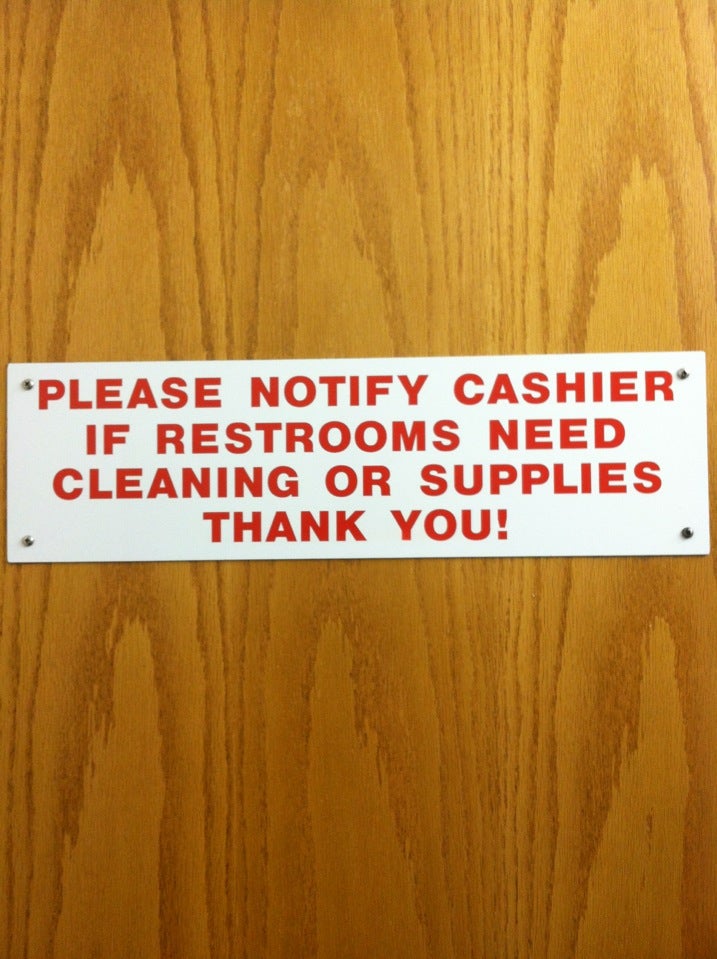 PLEASE NOTIFY CASHIER
IF RESTROOMS NEED
CLEANING OR SUPPLIES
THANK YOU!